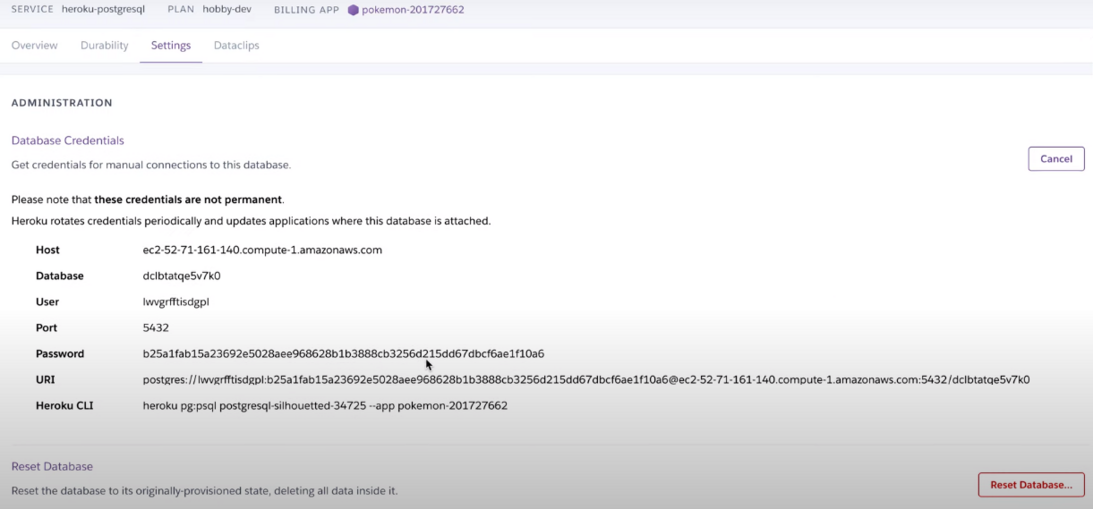 SERVICE heroku-postgresql PLAN hobby-dev BILLING APP pokemon-201727662
Overview Durability Settings Dataclips
ADMINISTRATION
Database Credentials
Get credentials for manual connections to this database.
Cancel
Please note that these credentials are not permanent.
Heroku rotates credentials periodically and updates applications where this database is attached.
Host ec2-52-71-161-140.compute-1.amazonaws.com
Database dclbtatqe5v7k0
User lwvgrfftisdgpl
Port 5432
Password b25a1fab15a23692e5028aee968628b1b3888cb3256d215dd67dbcf6ae1f10a6
URI postgres://lwvgrfftisdgpl:b25a1fab15a23692e5028aee968628b1b3888cb3256d215dd67dbcf6ae1f10a6@ec2-52-71-161-140.compute-1.amazonaws.com:5432/dclbtatqe5v7k0
Heroku CLI heroku pg:psql postgresql-silhouetted-34725 --app pokemon-201727662
Reset Database
Reset the database to its originally-provisioned state, deleting all data inside it.
Reset Database...